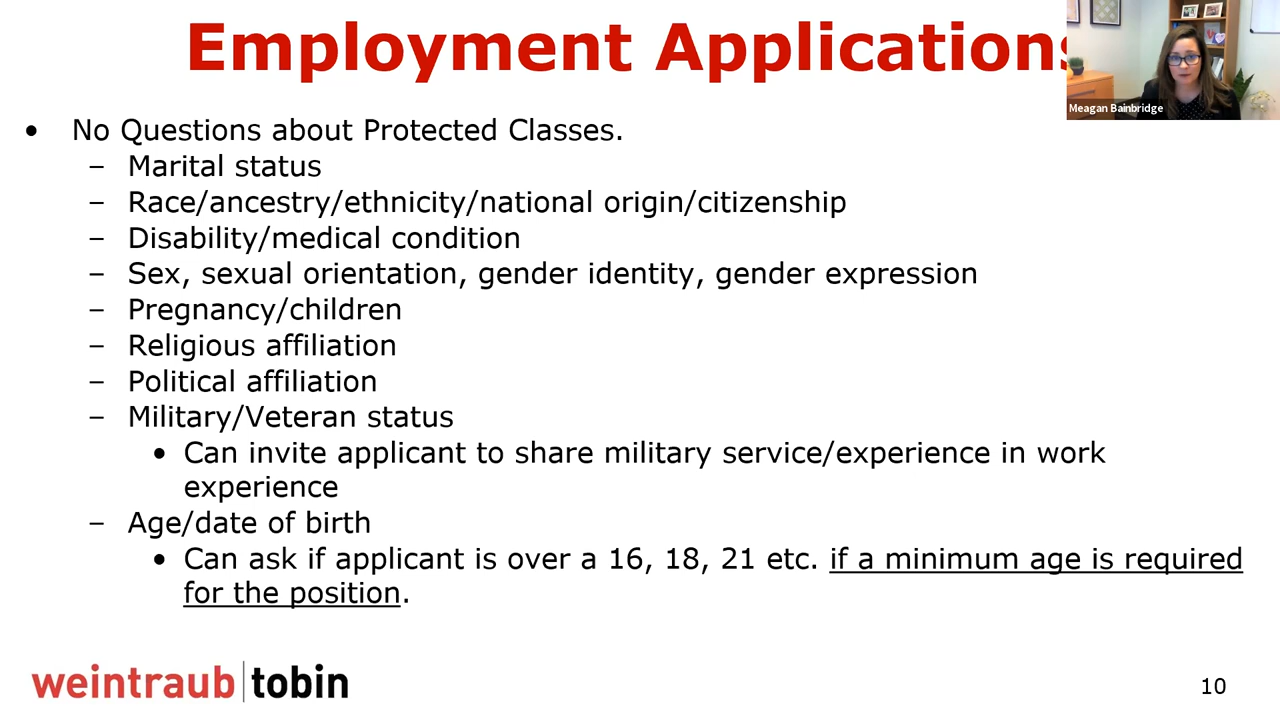 Employment Applications
Meagan Bainbridge
• No Questions about Protected Classes.
– Marital status
– Race/ancestry/ethnicity/national origin/citizenship
– Disability/medical condition
– Sex, sexual orientation, gender identity, gender expression
– Pregnancy/children
– Religious affiliation
– Political affiliation
– Military/Veteran status
• Can invite applicant to share military service/experience in work
experience
– Age/date of birth
• Can ask if applicant is over a 16, 18, 21 etc. if a minimum age is required
for the position.
weintraub|tobin
10